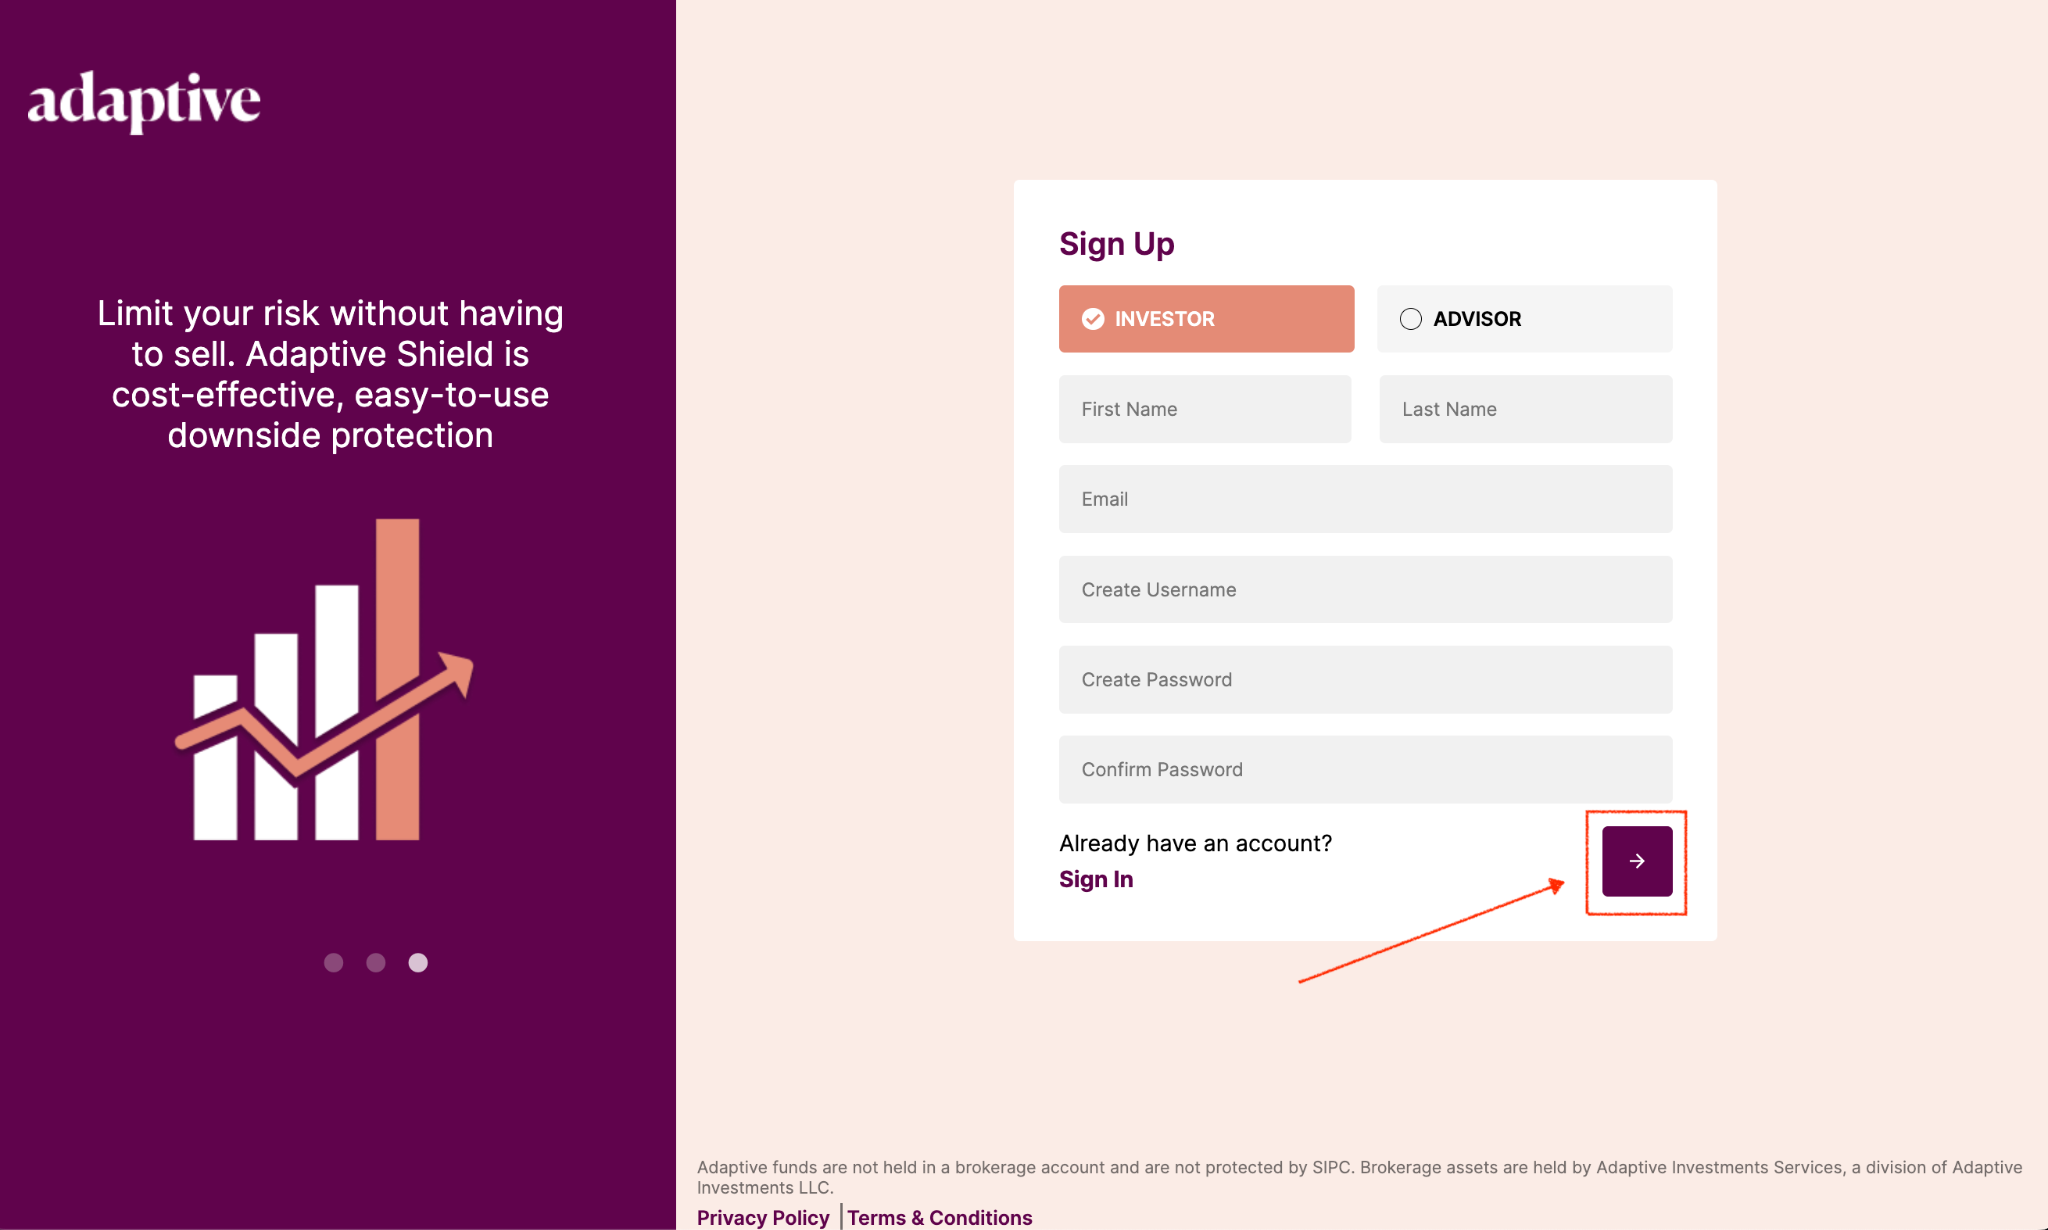 adaptive
Limit your risk without having
to sell. Adaptive Shield is
cost-effective, easy-to-use
downside protection
Sign Up
INVESTOR
ADVISOR
First Name
Last Name
Email
Create Username
Create Password
Confirm Password
Already have an account?
Sign In
Adaptive funds are not held in a brokerage account and are not protected by SIPC. Brokerage assets are held by Adaptive Investments Services, a division of Adaptive
Investments LLC.
Privacy Policy | Terms & Conditions